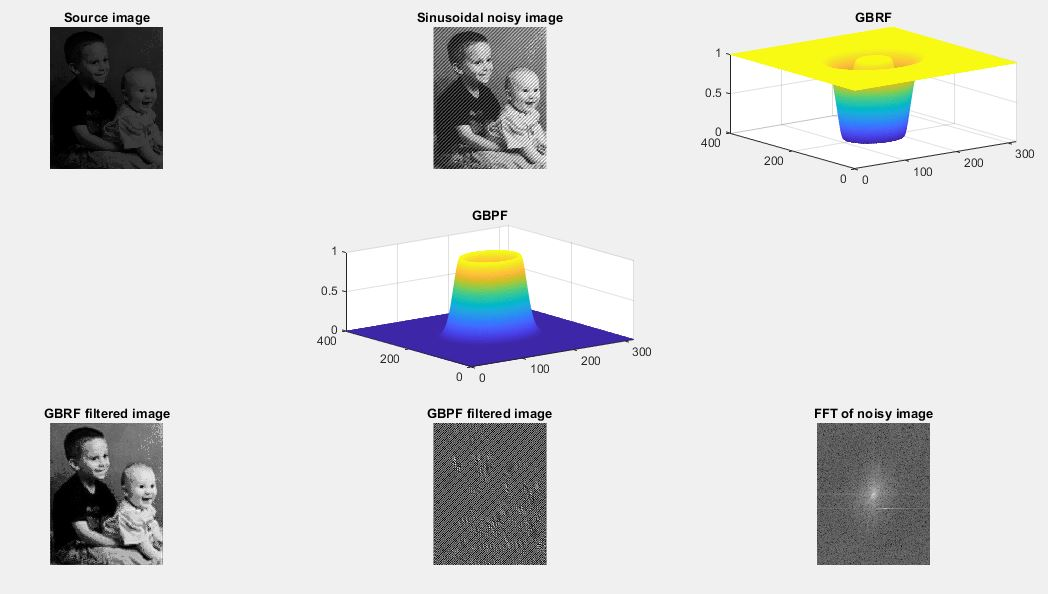 Source image
Sinusoidal noisy image
GBRF
1
0.5
0
400
200
0
0
100
200
300
GBPF
1
0.5
0
400
200
0
0
100
200
300
GBRF filtered image
GBPF filtered image
FFT of noisy image